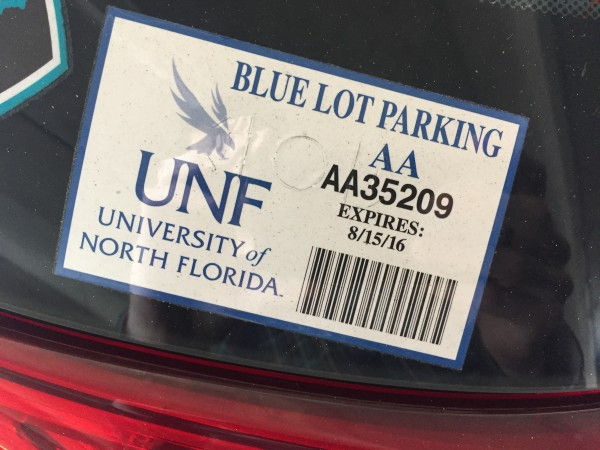 BLUE LOT PARKING
AA
AA35209
EXPIRES:
8/15/16
UNF
UNIVERSITY of
NORTH FLORIDA.